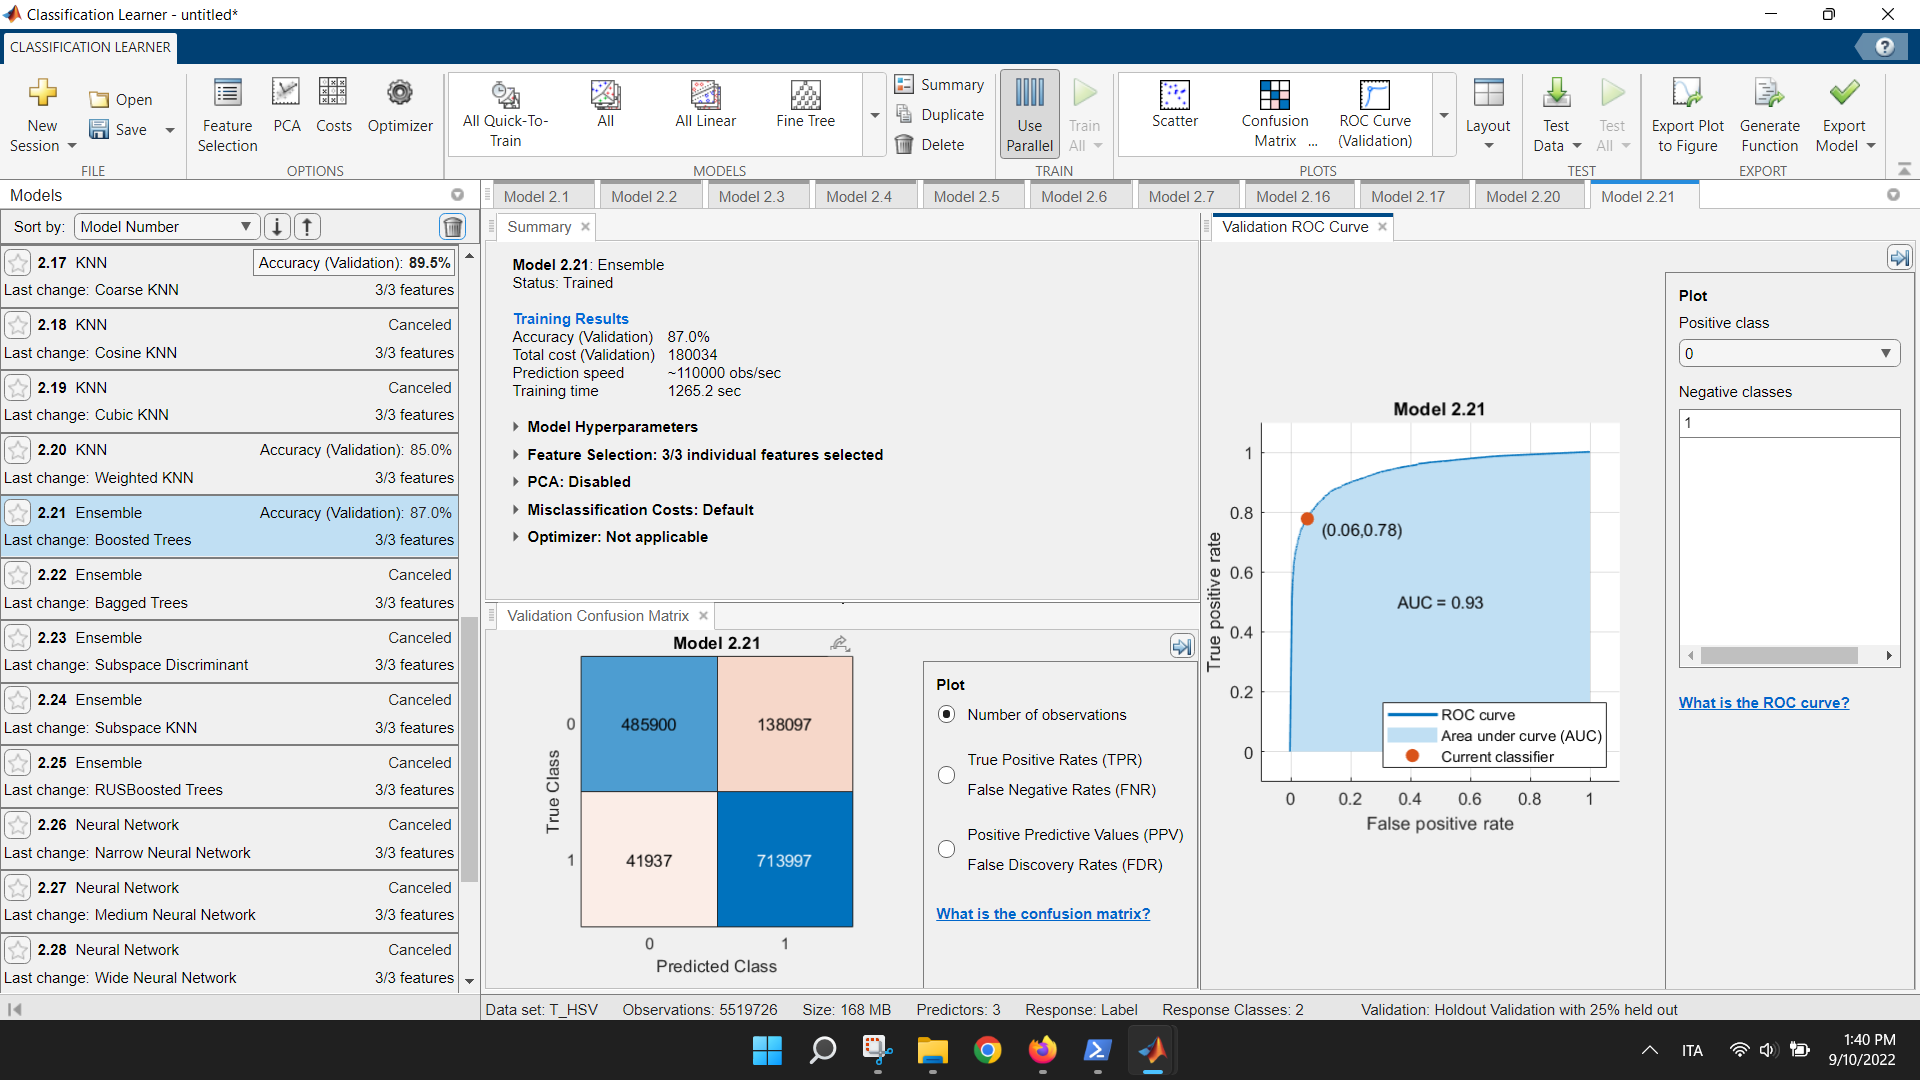 Classification Learner - untitled*
CLASSIFICATION LEARNER
?
New Session
Open
Save
FILE
Feature Selection
PCA
Costs
Optimizer
OPTIONS
All Quick-To-Train
All
All Linear
Fine Tree
Summary
Duplicate
Delete
MODELS
Use Parallel
Train All
TRAIN
Scatter
Confusion Matrix ...
ROC Curve (Validation)
PLOTS
Layout
Test Data
Test All
TEST
Export Plot to Figure
Generate Function
Export Model
EXPORT
Models
Sort by: Model Number
2.17 KNN Accuracy (Validation): 89.5%
Last change: Coarse KNN 3/3 features
2.18 KNN Canceled
Last change: Cosine KNN 3/3 features
2.19 KNN Canceled
Last change: Cubic KNN 3/3 features
2.20 KNN Accuracy (Validation): 85.0%
Last change: Weighted KNN 3/3 features
2.21 Ensemble Accuracy (Validation): 87.0%
Last change: Boosted Trees 3/3 features
2.22 Ensemble Canceled
Last change: Bagged Trees 3/3 features
2.23 Ensemble Canceled
Last change: Subspace Discriminant 3/3 features
2.24 Ensemble Canceled
Last change: Subspace KNN 3/3 features
2.25 Ensemble Canceled
Last change: RUSBoosted Trees 3/3 features
2.26 Neural Network Canceled
Last change: Narrow Neural Network 3/3 features
2.27 Neural Network Canceled
Last change: Medium Neural Network 3/3 features
2.28 Neural Network Canceled
Last change: Wide Neural Network 3/3 features
Model 2.1 Model 2.2 Model 2.3 Model 2.4 Model 2.5 Model 2.6 Model 2.7 Model 2.16 Model 2.17 Model 2.20 Model 2.21
Summary
Model 2.21: Ensemble
Status: Trained
Training Results
Accuracy (Validation) 87.0%
Total cost (Validation) 180034
Prediction speed ~110000 obs/sec
Training time 1265.2 sec
Model Hyperparameters
Feature Selection: 3/3 individual features selected
PCA: Disabled
Misclassification Costs: Default
Optimizer: Not applicable
Validation Confusion Matrix
Model 2.21
True Class
0 485900 138097
1 41937 713997
0 1
Predicted Class
Plot
Number of observations
True Positive Rates (TPR)
False Negative Rates (FNR)
Positive Predictive Values (PPV)
False Discovery Rates (FDR)
What is the confusion matrix?
Validation ROC Curve
Model 2.21
True positive rate
1
0.8
0.6
0.4
0.2
0
(0.06,0.78)
AUC = 0.93
ROC curve
Area under curve (AUC)
Current classifier
0 0.2 0.4 0.6 0.8 1
False positive rate
Plot
Positive class
0
Negative classes
1
What is the ROC curve?
Data set: T_HSV Observations: 5519726 Size: 168 MB Predictors: 3 Response: Label Response Classes: 2 Validation: Holdout Validation with 25% held out
ITA
1:40 PM
9/10/2022